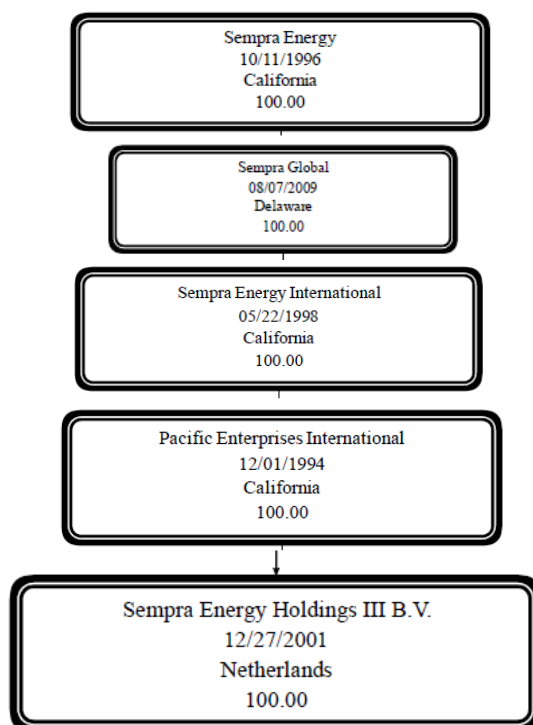 Sempra Energy
10/11/1996
California
100.00
Sempra Global
08/07/2009
Delaware
100.00
Sempra Energy International
05/22/1998
California
100.00
Pacific Enterprises International
12/01/1994
California
100.00
Sempra Energy Holdings III B.V.
12/27/2001
Netherlands
100.00